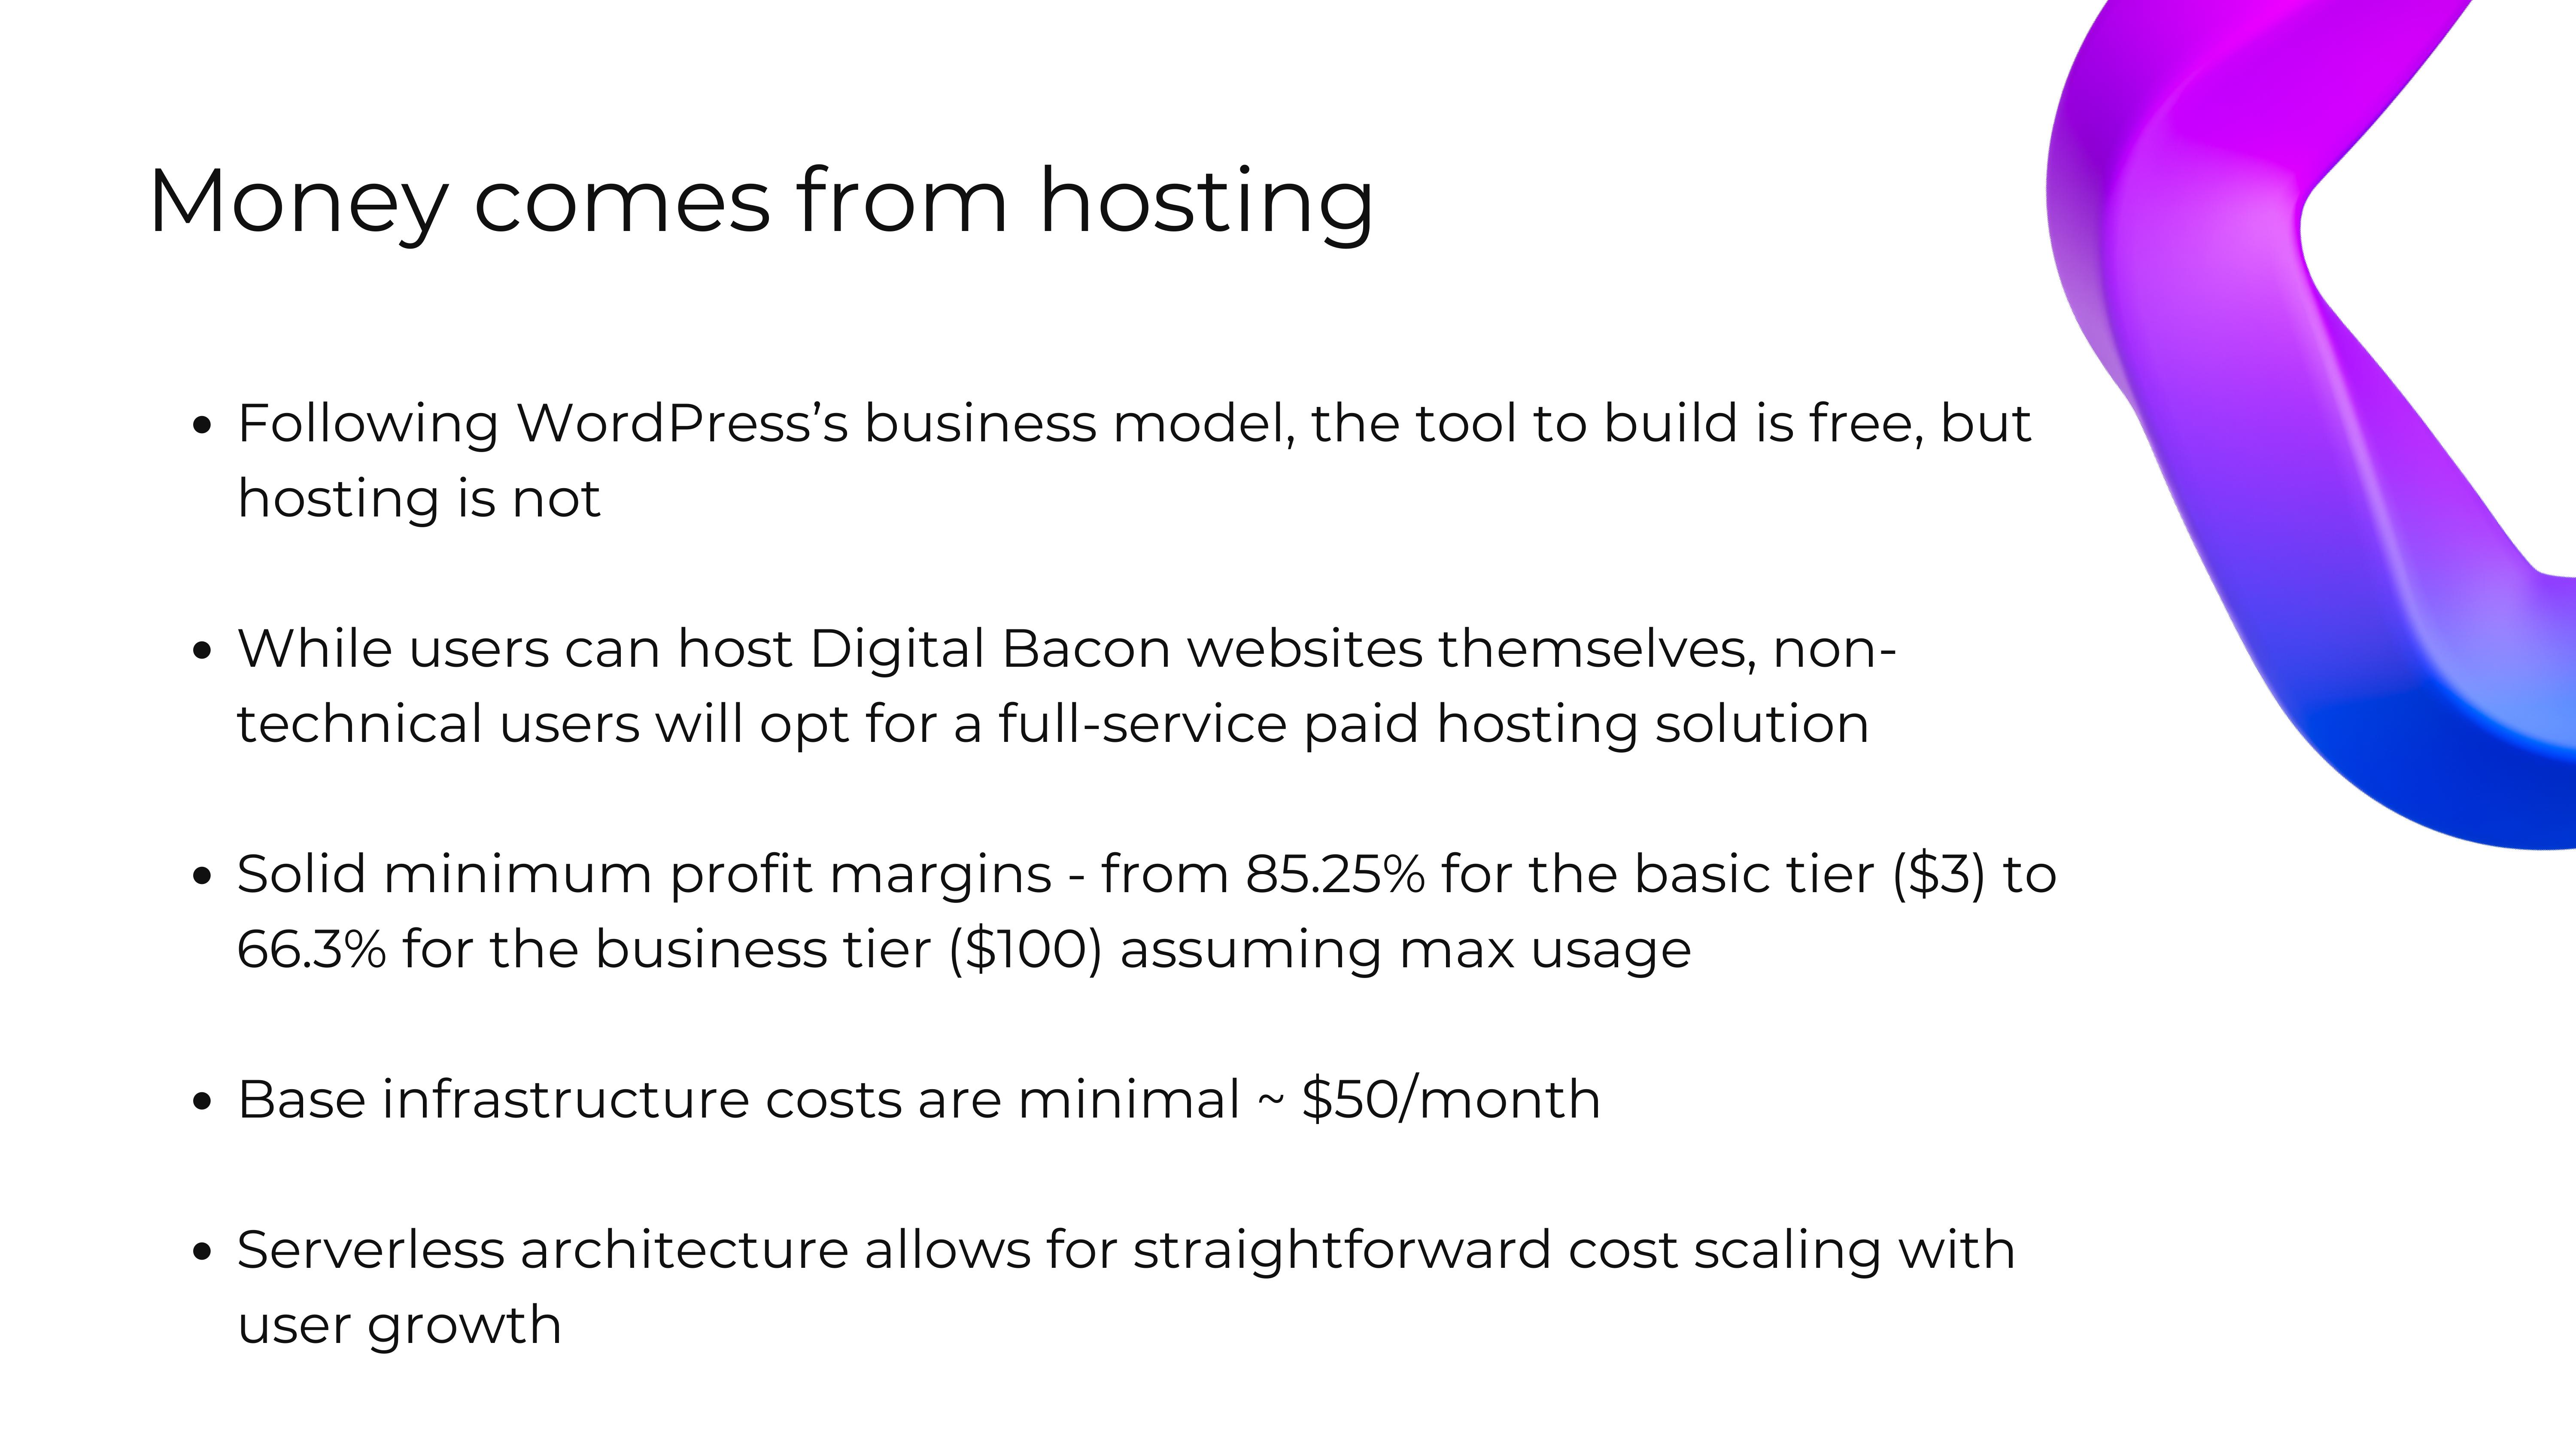 Money comes from hosting
• Following WordPress’s business model, the tool to build is free, but
hosting is not
• While users can host Digital Bacon websites themselves, non-
technical users will opt for a full-service paid hosting solution
• Solid minimum profit margins - from 85.25% for the basic tier ($3) to
66.3% for the business tier ($100) assuming max usage
• Base infrastructure costs are minimal ~ $50/month
• Serverless architecture allows for straightforward cost scaling with
user growth